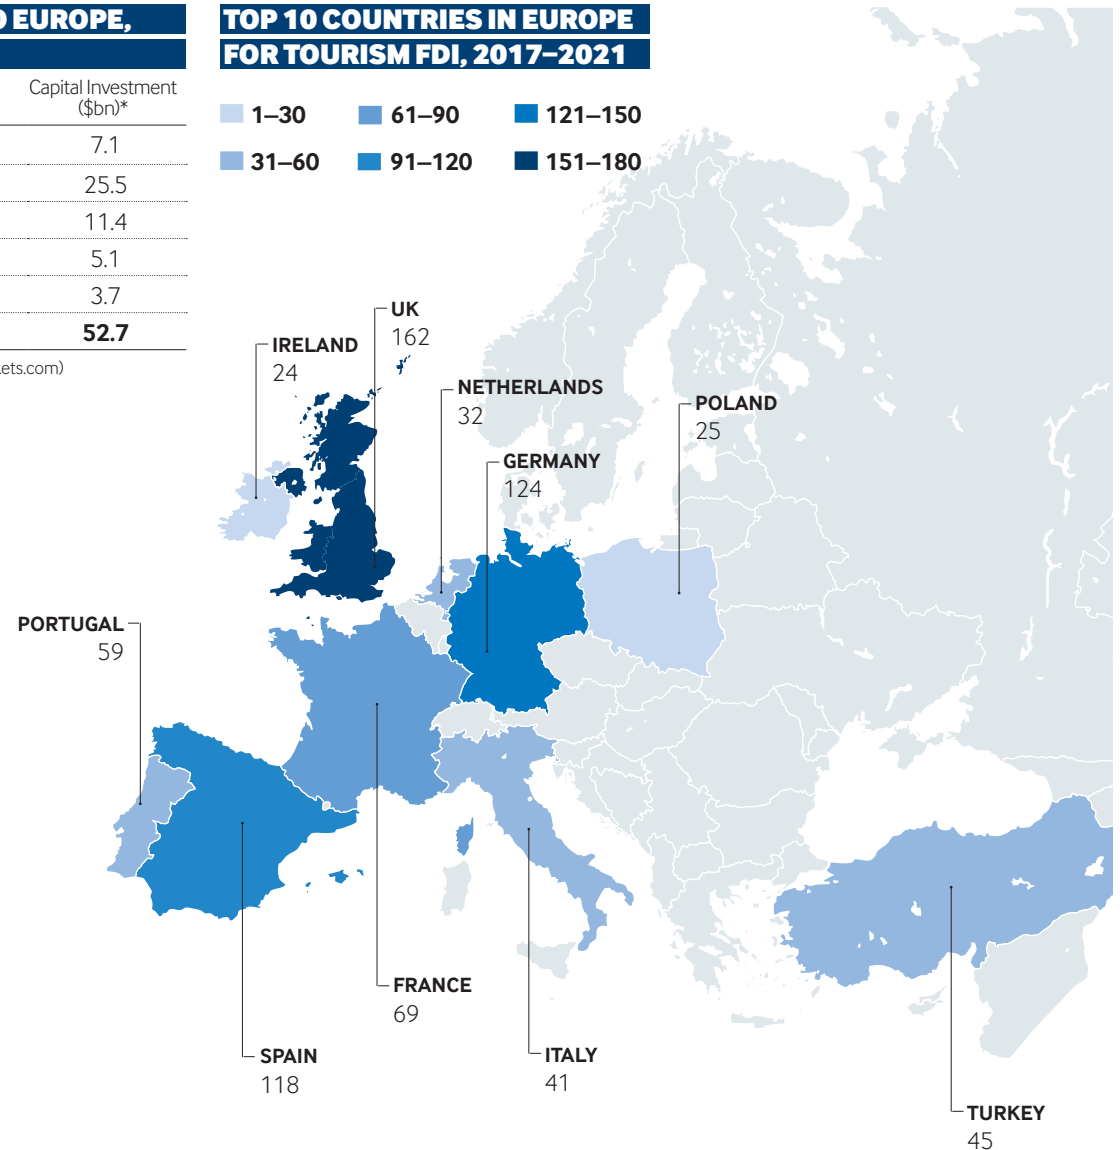 EUROPE,
Capital Investment
($bn)*
7.1
25.5
11.4
5.1
3.7
52.7
ets.com)
TOP 10 COUNTRIES IN EUROPE
FOR TOURISM FDI, 2017–2021
1–30
61–90
121–150
31–60
91–120
151–180
UK
162
IRELAND
24
NETHERLANDS
32
POLAND
25
GERMANY
124
PORTUGAL
59
FRANCE
69
SPAIN
118
ITALY
41
TURKEY
45